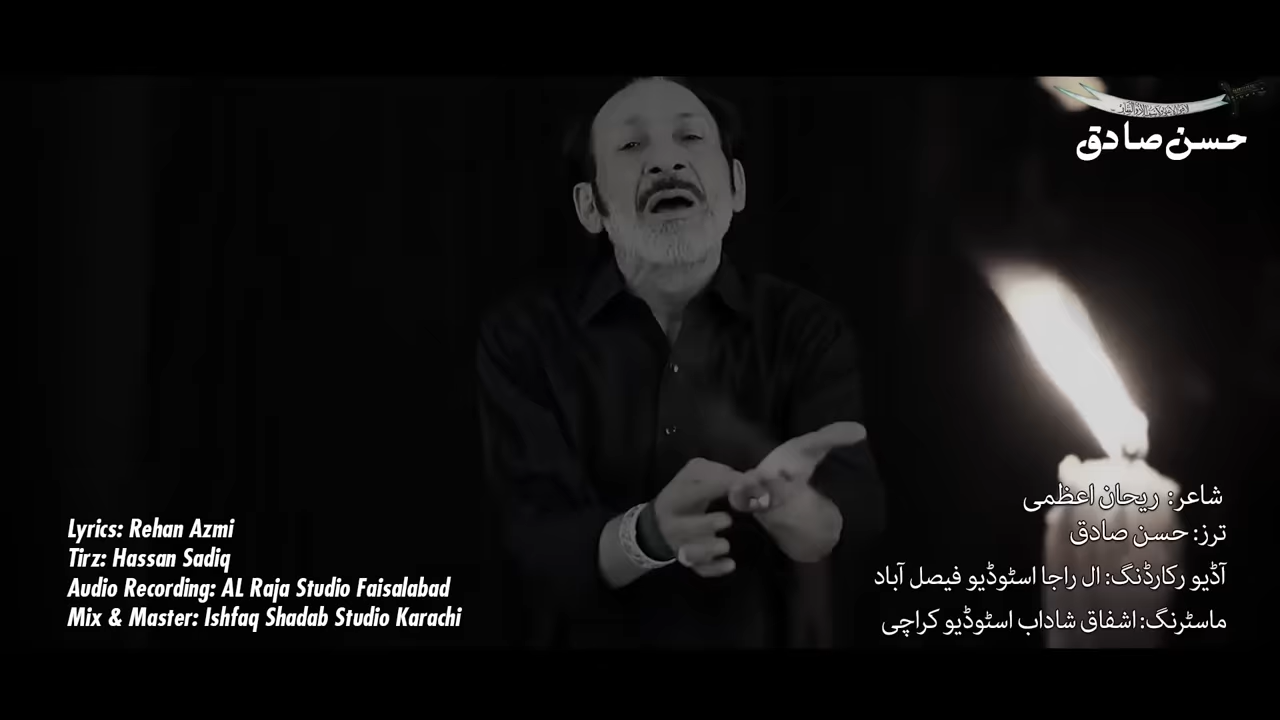 حسن صادق
Lyrics: Rehan Azmi
Tirz: Hassan Sadiq
Audio Recording: AL Raja Studio Faisalabad
Mix & Master: Ishfaq Shadab Studio Karachi
شاعر: ریحان اعظمی
ترز: حسن صادق
آڈیو رکارڈنگ: ال راجا اسٹوڈیو فیصل آباد
ماسٹرنگ: اشفاق شاداب اسٹوڈیو کراچی